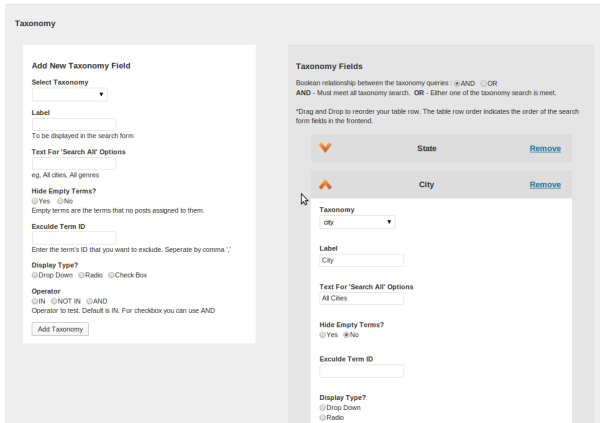 Taxonomy
Add New Taxonomy Field
Select Taxonomy
Label
To be displayed in the search form
Text For 'Search All' Options
eg. All cities, All genres
Hide Empty Terms?
Yes No
Empty terms are the terms that no posts assigned to them.
Exculde Term ID
Enter the term's ID that you want to exclude. Seperate by comma ','
Display Type?
Drop Down Radio Check Box
Operator
IN NOT IN AND
Operator to test. Default is IN. For checkbox you can use AND
Add Taxonomy
Taxonomy Fields
Boolean relationship between the taxonomy queries : AND OR
AND - Must meet all taxonomy search. OR - Either one of the taxonomy search is meet.
*Drag and Drop to reorder your table row. The table row order indicates the order of the search
form fields in the frontend.
State Remove
City Remove
Taxonomy
city
Label
City
Text For 'Search All' Options
All Cities
Hide Empty Terms?
Yes No
Exculde Term ID
Display Type?
Drop Down
Radio